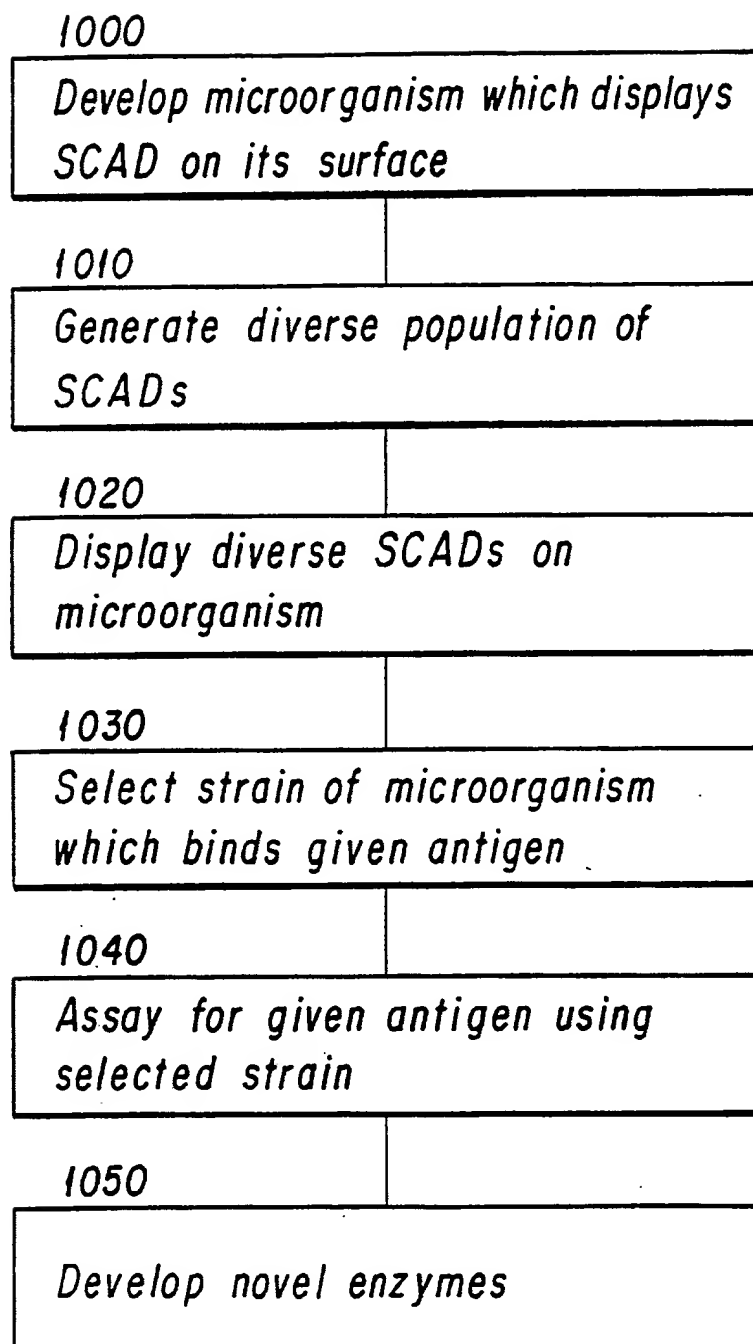 1000
Develop microorganism which displays
SCAD on its surface
1010
Generate diverse population of
SCADs
1020
Display diverse SCADs on
microorganism
1030
Select strain of microorganism
which binds given antigen
1040
Assay for given antigen using
selected strain
1050
Develop novel enzymes